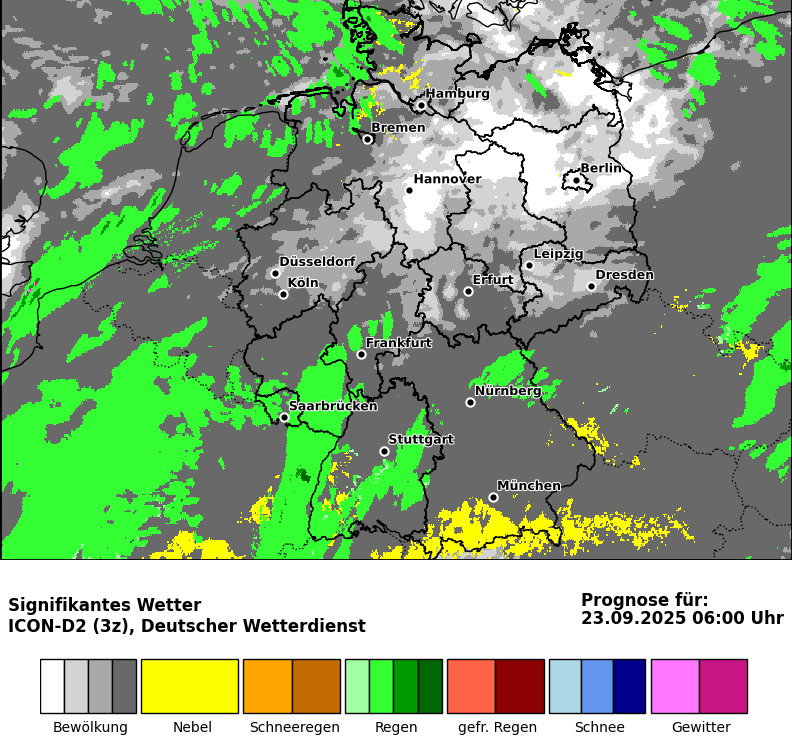 Hamburg
Bremen
Berlin
Hannover
Leipzig
Düsseldorf
Dresden
Köln
Erfurt
Frankfurt
Nürnberg
Saarbrücken
Stuttgart
München
Signifikantes Wetter
ICON-D2 (3z), Deutscher Wetterdienst
Prognose für:
23.09.2025 06:00 Uhr
Bewölkung
Nebel
Schneeregen
Regen
gefr. Regen
Schnee
Gewitter